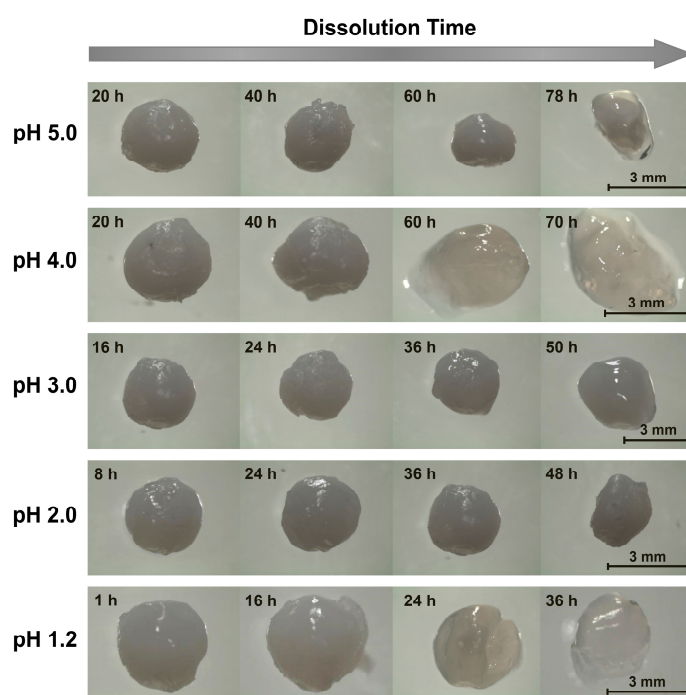 Dissolution Time
pH 5.0
20 h
40 h
60 h
78 h
3 mm
pH 4.0
20 h
40 h
60 h
70 h
3 mm
pH 3.0
16 h
24 h
36 h
50 h
3 mm
pH 2.0
8 h
24 h
36 h
48 h
3 mm
pH 1.2
1 h
16 h
24 h
36 h
3 mm